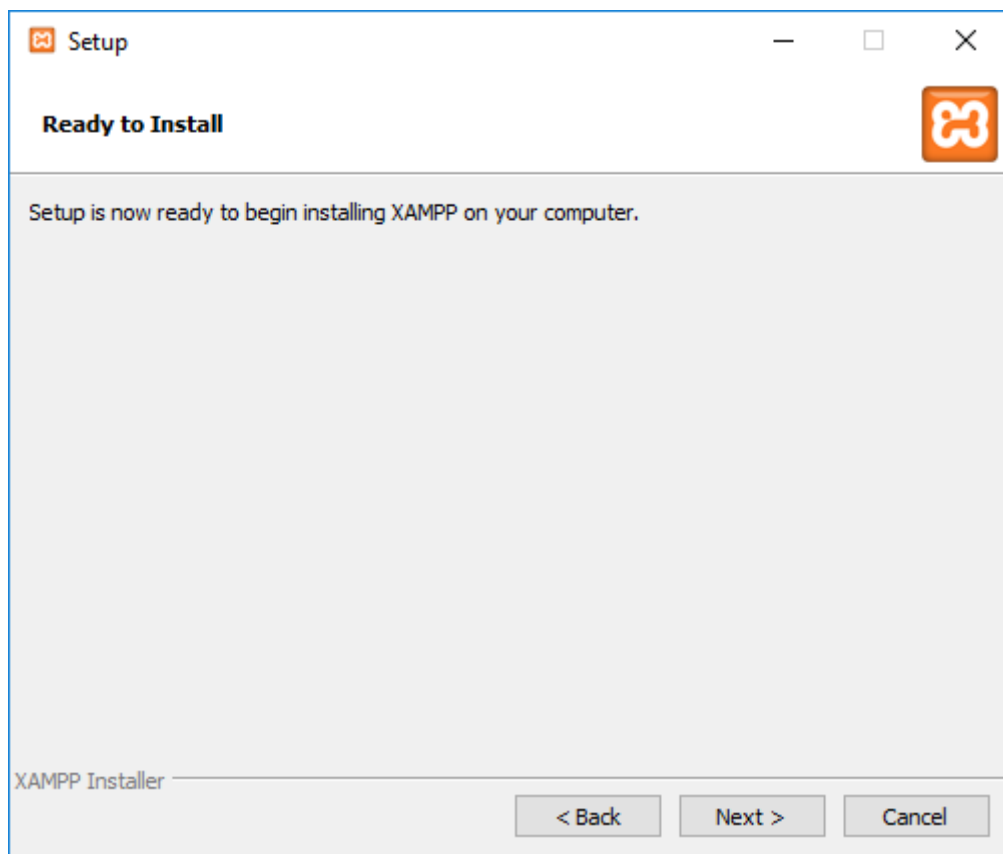 Setup
Ready to Install
Setup is now ready to begin installing XAMPP on your computer.
XAMPP Installer
< Back
Next >
Cancel